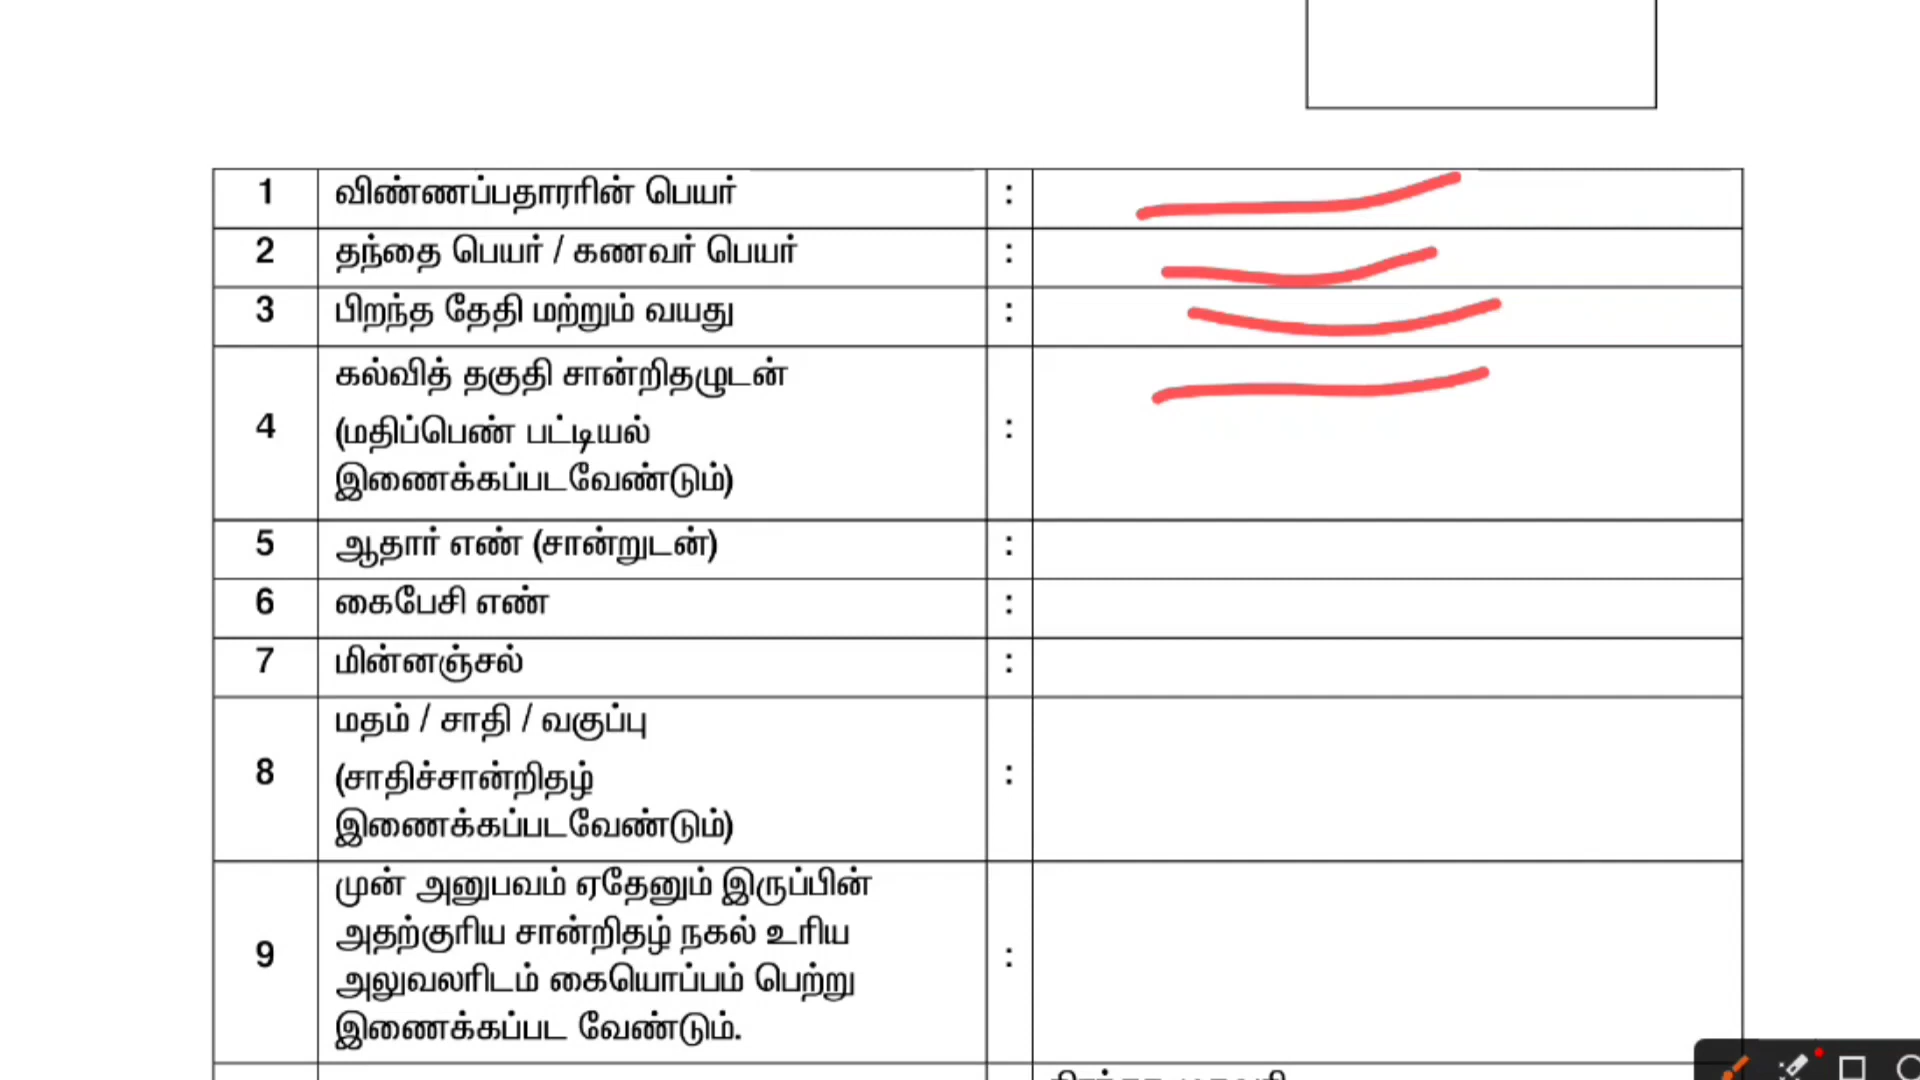 1 விண்ணப்பதாரரின் பெயர் :
2 தந்தை பெயர் / கணவர் பெயர் :
3 பிறந்த தேதி மற்றும் வயது :
4 கல்வித் தகுதி சான்றிதழுடன் :
(மதிப்பெண் பட்டியல்
இணைக்கப்படவேண்டும்)
5 ஆதார் எண் (சான்றுடன்) :
6 கைபேசி எண் :
7 மின்னஞ்சல் :
8 மதம் / சாதி / வகுப்பு :
(சாதிச்சான்றிதழ்
இணைக்கப்படவேண்டும்)
9 முன் அனுபவம் ஏதேனும் இருப்பின் :
அதற்குரிய சான்றிதழ் நகல் உரிய
அலுவலரிடம் கையொப்பம் பெற்று
இணைக்கப்பட வேண்டும்.